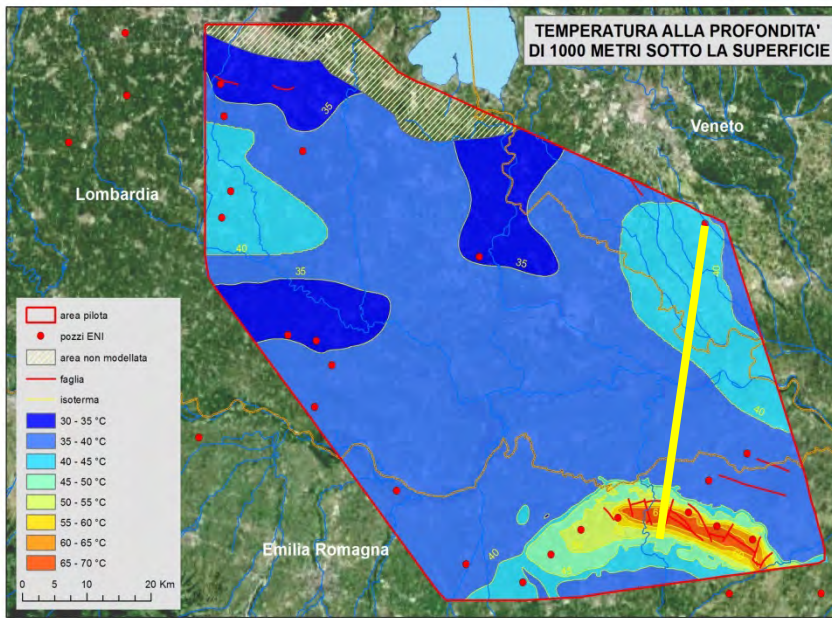 TEMPERATURA ALLA PROFONDITA'
DI 1000 METRI SOTTO LA SUPERFICIE
Veneto
Lombardia
Emilia Romagna
35
40
35
35
40
40
40
45
area pilota
pozzi ENI
area non modellata
faglia
isoterma
30 - 35 °C
35 - 40 °C
40 - 45 °C
45 - 50 °C
50 - 55 °C
55 - 60 °C
60 - 65 °C
65 - 70 °C
0 5 10 20 Km